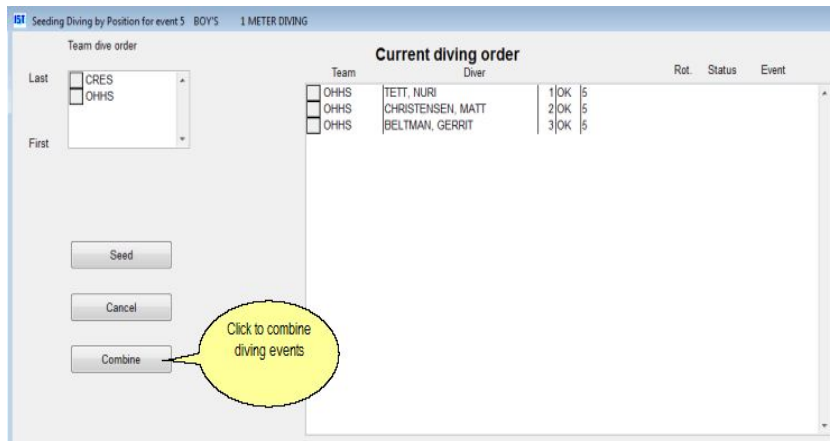 IST Seeding Diving by Position for event 5 BOY'S 1 METER DIVING
Team dive order
Last
CRES
OHHS
First
Current diving order
Team Diver Rot. Status Event
OHHS TETT, NURI 1 OK 5
OHHS CHRISTENSEN, MATT 2 OK 5
OHHS BELTMAN, GERRIT 3 OK 5
Seed
Cancel
Combine
Click to combine
diving events